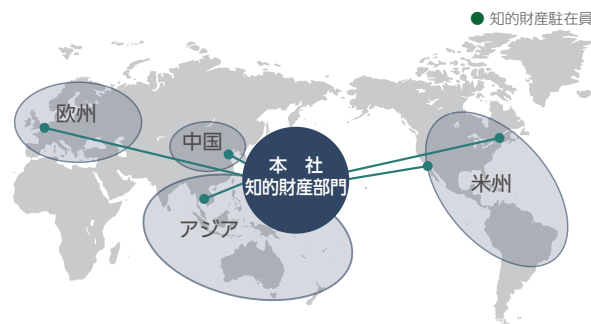 知的財産駐在員
欧州
中国
本 社
知的財産部門
米州
アジア